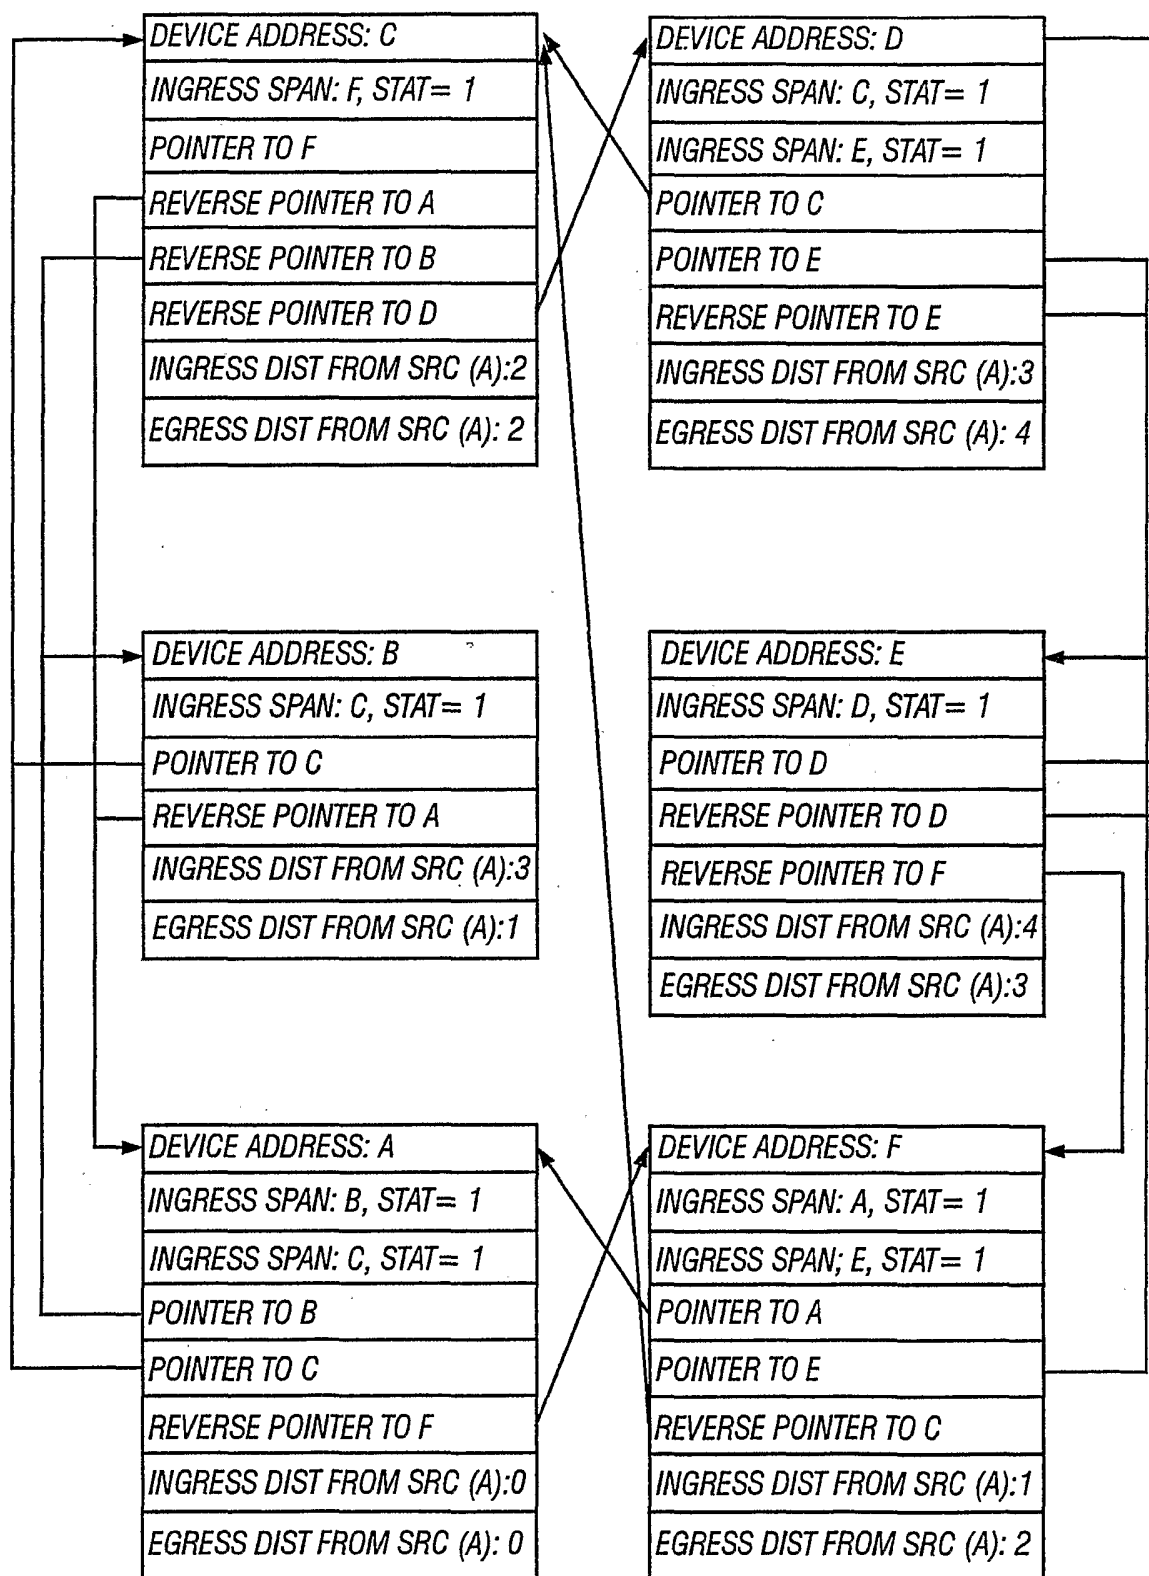 DEVICE ADDRESS: C
INGRESS SPAN: F, STAT= 1
POINTER TO F
REVERSE POINTER TO A
REVERSE POINTER TO B
REVERSE POINTER TO D
INGRESS DIST FROM SRC (A):2
EGRESS DIST FROM SRC (A): 2
DEVICE ADDRESS: D
INGRESS SPAN: C, STAT= 1
INGRESS SPAN: E, STAT= 1
POINTER TO C
POINTER TO E
REVERSE POINTER TO E
INGRESS DIST FROM SRC (A):3
EGRESS DIST FROM SRC (A): 4
DEVICE ADDRESS: B
INGRESS SPAN: C, STAT= 1
POINTER TO C
REVERSE POINTER TO A
INGRESS DIST FROM SRC (A):3
EGRESS DIST FROM SRC (A):1
DEVICE ADDRESS: E
INGRESS SPAN: D, STAT= 1
POINTER TO D
REVERSE POINTER TO D
REVERSE POINTER TO F
INGRESS DIST FROM SRC (A):4
EGRESS DIST FROM SRC (A):3
DEVICE ADDRESS: A
INGRESS SPAN: B, STAT= 1
INGRESS SPAN: C, STAT= 1
POINTER TO B
POINTER TO C
REVERSE POINTER TO F
INGRESS DIST FROM SRC (A):0
EGRESS DIST FROM SRC (A): 0
DEVICE ADDRESS: F
INGRESS SPAN: A, STAT= 1
INGRESS SPAN; E, STAT= 1
POINTER TO A
POINTER TO E
REVERSE POINTER TO C
INGRESS DIST FROM SRC (A):1
EGRESS DIST FROM SRC (A): 2